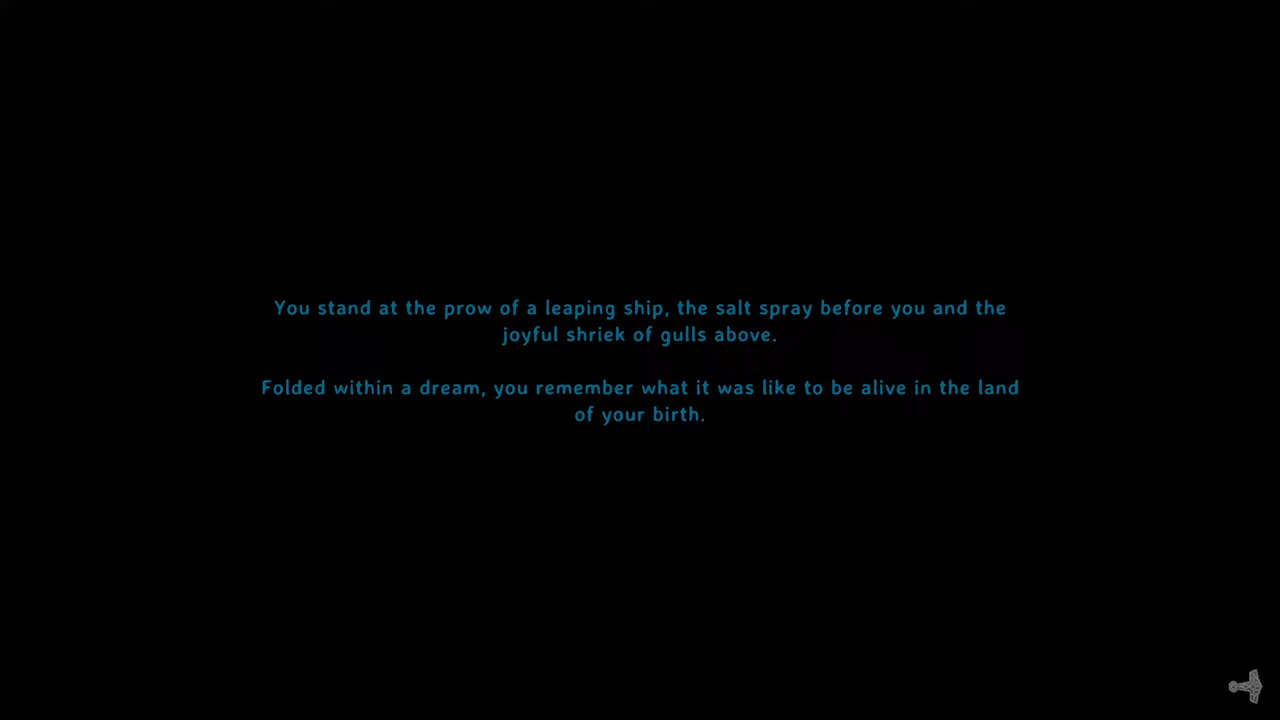 You stand at the prow of a leaping ship, the salt spray before you and the
joyful shriek of gulls above.
Folded within a dream, you remember what it was like to be alive in the land
of your birth.